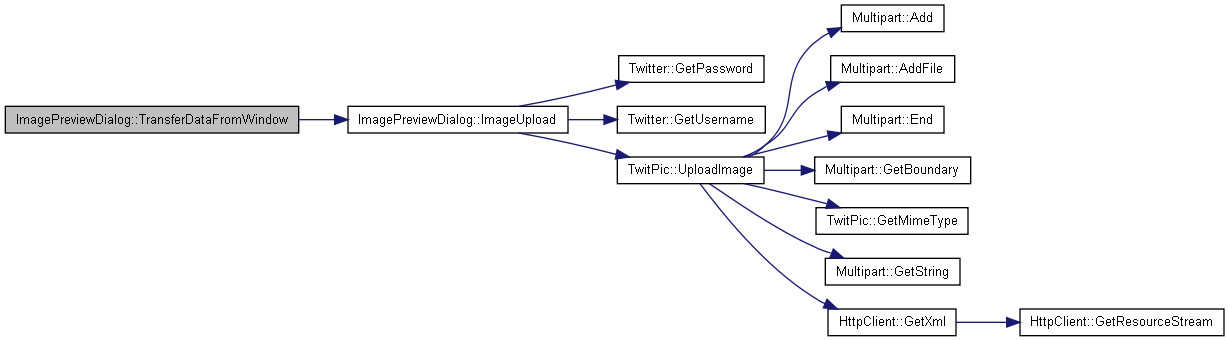 ImagePreviewDialog::TransferDataFromWindow
ImagePreviewDialog::ImageUpload
Twitter::GetPassword
Twitter::GetUsername
TwitPic::UploadImage
Multipart::Add
Multipart::AddFile
Multipart::End
Multipart::GetBoundary
TwitPic::GetMimeType
Multipart::GetString
HttpClient::GetXml
HttpClient::GetResourceStream